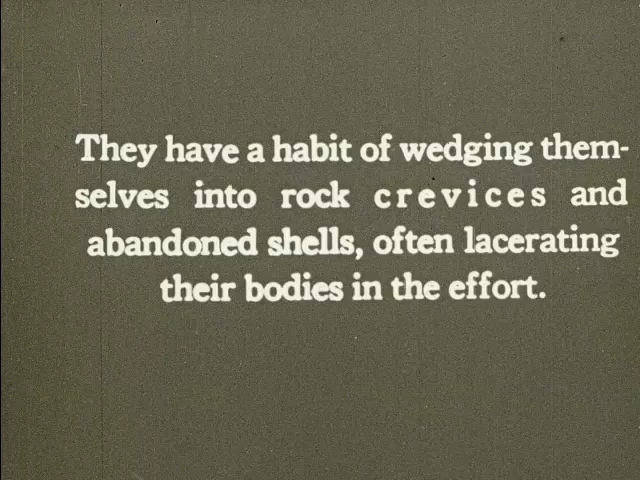 They have a habit of wedging them-
selves into rock crevices and
abandoned shells, often lacerating
their bodies in the effort.